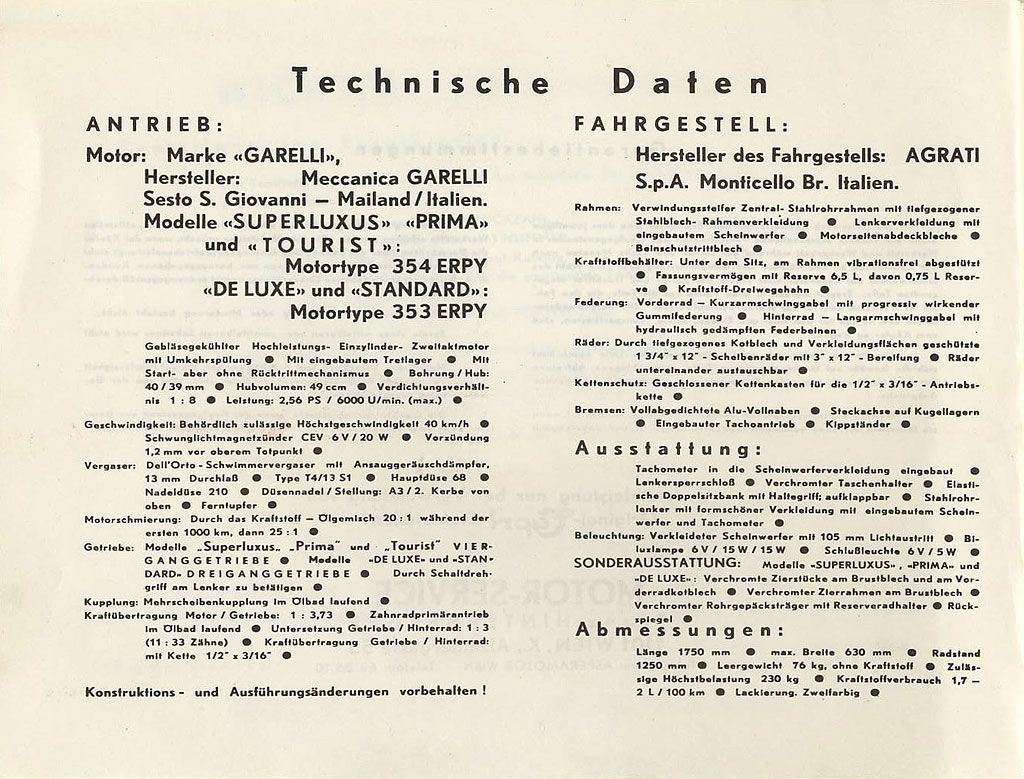 Technische Daten
ANTRIEB:
Motor: Marke «GARELLI»,
Hersteller: Meccanica GARELLI
Sesto S. Giovanni — Mailand/Italien.
Modelle «SUPERLUXUS» «PRIMA»
und «TOURIST»:
Motortype 354 ERPY
«DE LUXE» und «STANDARD»:
Motortype 353 ERPY
Gebläsegekühlter Hochleistungs- Einzylinder- Zweitaktmotor
mit Umkehrspülung ● Mit eingebautem Tretlager ● Mit
Start- aber ohne Rücktrittmechanismus ● Bohrung/Hub:
40/39 mm ● Hubvolumen: 49 ccm ● Verdichtungsverhält-
nis 1 : 8 ● Leistung: 2,56 PS / 6000 U/min. (max.) ●
Geschwindigkeit: Behördlich zulässige Höchstgeschwindigkeit 40 km/h ●
Schwunglichtmagnetzünder CEV 6 V/20 W ● Vorzündung
1,2 mm vor oberem Totpunkt ●
Vergaser: Dell'Orto - Schwimmervergaser mit Ansauggeräuschdämpfer,
13 mm Durchlaß ● Type T4/13 S1 ● Hauptdüse 68 ●
Nadeldüse 210 ● Düsennadel/Stellung: A3/2. Kerbe von
oben ● Ferntupfer ●
Motorschmierung: Durch das Kraftstoff — Ölgemisch 20:1 während der
ersten 1000 km, dann 25:1 ●
Getriebe: Modelle „Superluxus„ „Prima" und „Tourist" VIER-
GANGGETRIEBE ● Modelle «DE LUXE» und «STAN-
DARD» DREIGANGGETRIEBE ● Durch Schaltdreh-
griff am Lenker zu betätigen ●
Kupplung: Mehrscheibenkupplung im Ölbad laufend ●
Kraftübertragung Motor / Getriebe: 1 : 3,73 ● Zahnradprimärantrieb
im Ölbad laufend ● Untersetzung Getriebe / Hinterrad: 1 : 3
(11 : 33 Zähne) ● Kraftübertragung Getriebe / Hinterrad:
mit Kette 1/2" x 3/16" ●
Konstruktions- und Ausführungsänderungen vorbehalten!
FAHRGESTELL:
Hersteller des Fahrgestells: AGRATI
S.p.A. Monticello Br. Italien.
Rahmen: Verwindungssteifer Zentral- Stahlrohrrahmen mit tiefgezogener
Stahlblech- Rahmenverkleidung ● Lenkerverkleidung mit
eingebautem Scheinwerfer ● Motorseitenabdeckbleche ●
Beinschutztrittblech ●
Kraftstoffbehälter: Unter dem Sitz, am Rahmen vibrationsfrei abgestützt
● Fassungsvermögen mit Reserve 6,5 L, davon 0,75 L Reser-
ve ● Kraftstoff-Dreiwegehahn ●
Federung: Vorderrad — Kurzarmschwinggabel mit progressiv wirkender
Gummifederung ● Hinterrad — Langarmschwinggabel mit
hydraulisch gedämpften Federbeinen ●
Räder: Durch tiefgezogenes Kotblech und Verkleidungsflächen geschützte
1 3/4" x 12" - Scheibenräder mit 3" x 12" - Bereifung ● Räder
untereinander austauschbar ●
Kettenschutz: Geschlossener Kettenkasten für die 1/2" x 3/16" - Antriebs-
kette ●
Bremsen: Vollabgedichtete Alu-Vollnaben ● Steckachse auf Kugellagern
● Eingebauter Tachoantrieb ● Kippständer ●
Ausstattung:
Tachometer in die Scheinwerferverkleidung eingebaut ●
Lenkersperrschloß ● Verchromter Taschenhalter ● Elasti-
sche Doppelsitzbank mit Haltegriff; aufklappbar ● Stahlrohr-
lenker mit formschöner Verkleidung mit eingebautem Schein-
werfer und Tachometer ●
Beleuchtung: Verkleideter Scheinwerfer mit 105 mm Lichtaustritt ● Bi-
luxlampe 6 V / 15 W / 15 W ● Schlußleuchte 6 V / 5 W ●
SONDERAUSSTATTUNG: Modelle «SUPERLUXUS», «PRIMA» und
«DE LUXE»: Verchromte Zierstücke am Brustblech und am Vor-
derradkotblech ● Verchromter Zierrahmen am Brustblech ●
Verchromter Rohrgepäcksträger mit Reserveradhalter ● Rück-
spiegel ●
Abmessungen:
Länge 1750 mm ● max. Breite 630 mm ● Radstand
1250 mm ● Leergewicht 76 kg, ohne Kraftstoff ● Zuläs-
sige Höchstbelastung 230 kg ● Kraftstoffverbrauch 1,7 —
2 L / 100 km ● Lackierung. Zweifarbig ●